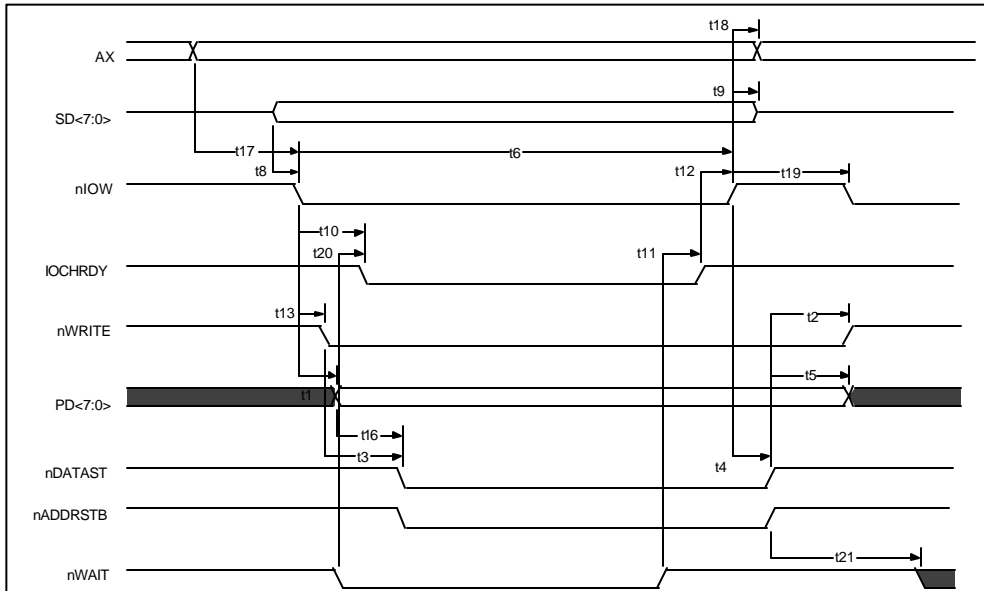 t18
AX
t9
SD<7:0>
t17
t6
t8
t12
t19
nIOW
t10
t20
t11
IOCHRDY
t13
t2
nWRITE
t5
t1
PD<7:0>
t16
t3
t4
nDATAST
nADDRSTB
t21
nWAIT